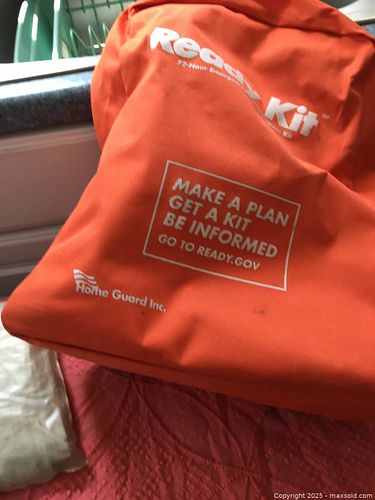 Ready Kit
72-Hour Emergency
Kit
MAKE A PLAN
GET A KIT
BE INFORMED
GO TO READY.GOV
Home Guard Inc.
Copyright 2025 - maxsold.com